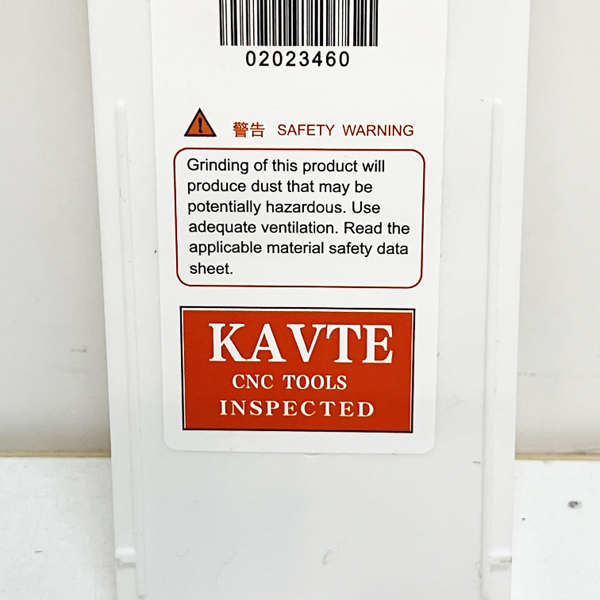 02023460
警告 SAFETY WARNING
Grinding of this product will
produce dust that may be
potentially hazardous. Use
adequate ventilation. Read the
applicable material safety data
sheet.
KAVTE
CNC TOOLS
INSPECTED